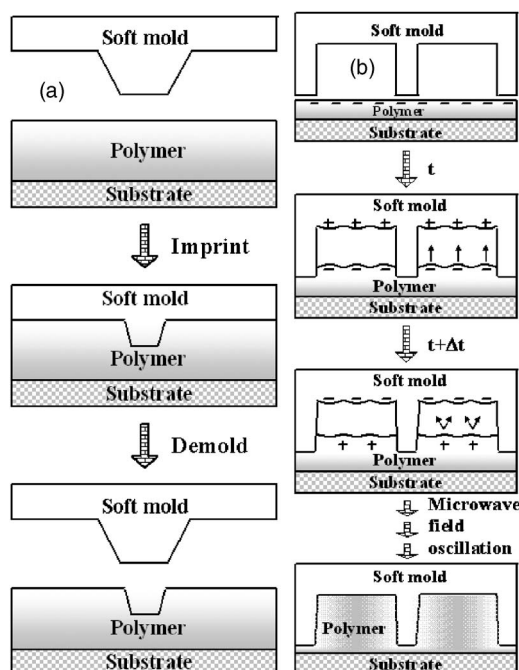 Soft mold
(a)
Polymer
Substrate
Imprint
Soft mold
Polymer
Substrate
Demold
Soft mold
Polymer
Substrate
Soft mold
(b)
Polymer
Substrate
t
Soft mold
+ + + + + +
Polymer
Substrate
t+Δt
Soft mold
+ + + +
Polymer
Substrate
Microwave
field
oscillation
Soft mold
Polymer
Substrate